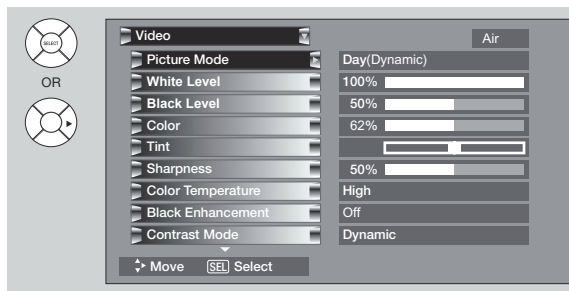 SELECT
OR
Video Air
Picture Mode Day(Dynamic)
White Level 100%
Black Level 50%
Color 62%
Tint
Sharpness 50%
Color Temperature High
Black Enhancement Off
Contrast Mode Dynamic
Move SEL Select